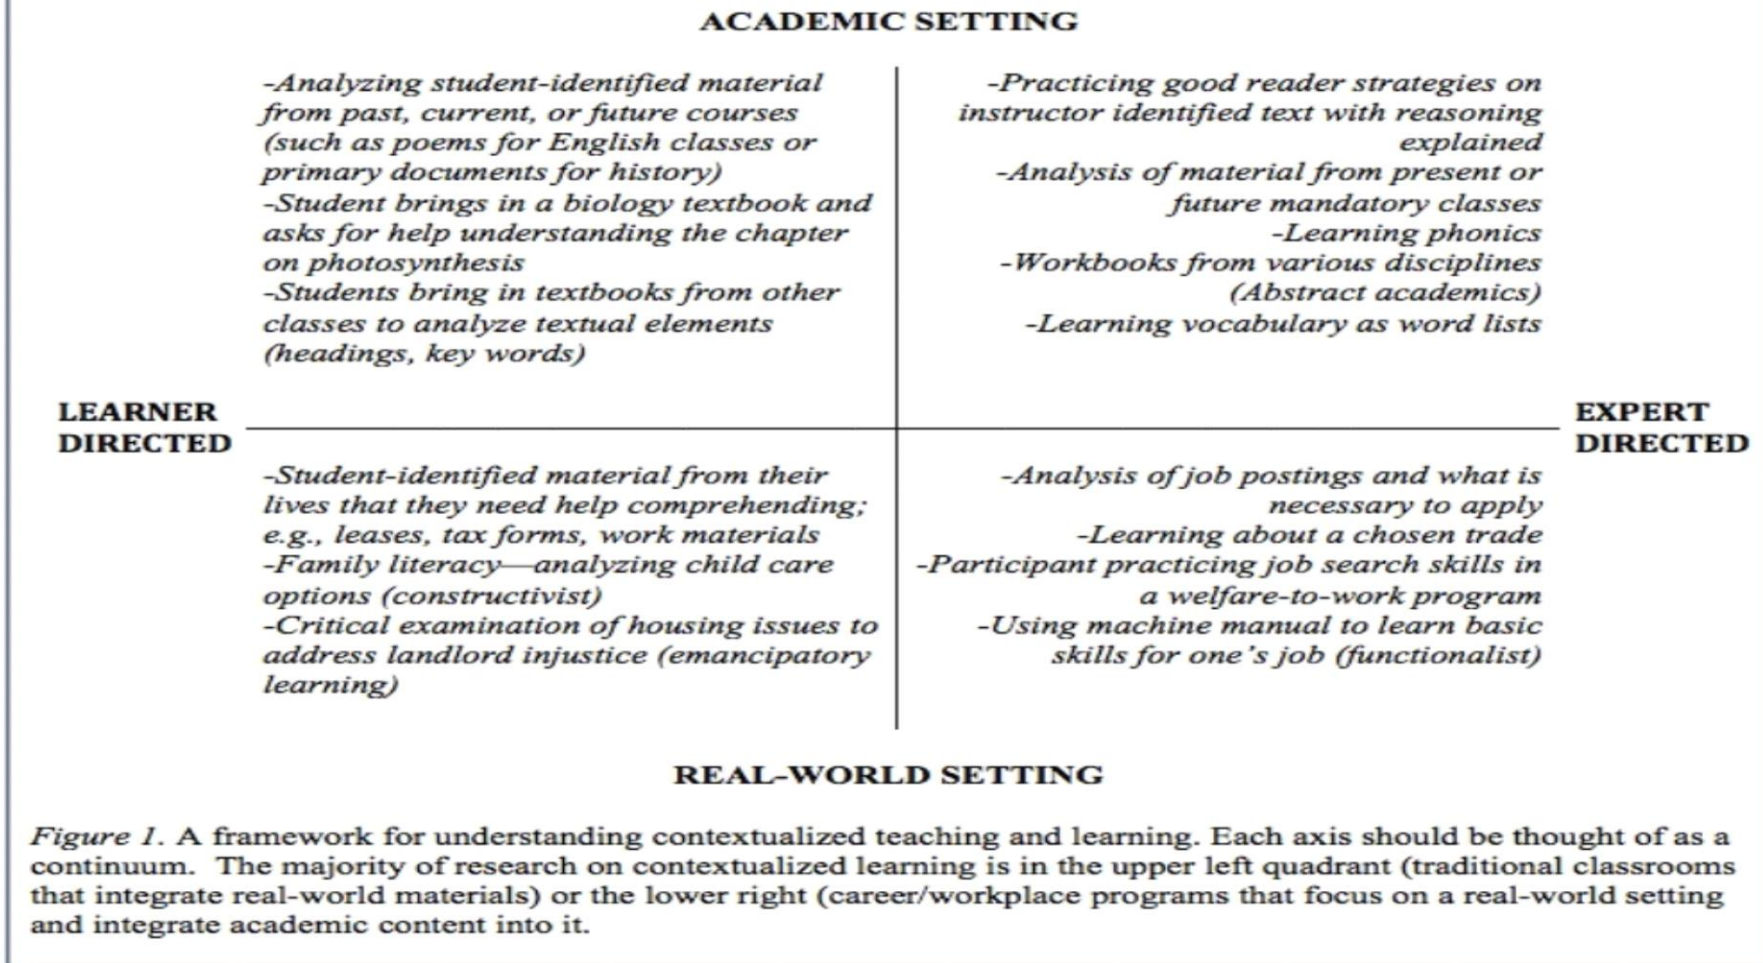 ACADEMIC SETTING
-Analyzing student-identified material
from past, current, or future courses
(such as poems for English classes or
primary documents for history)
-Student brings in a biology textbook and
asks for help understanding the chapter
on photosynthesis
-Students bring in textbooks from other
classes to analyze textual elements
(headings, key words)
-Practicing good reader strategies on
instructor identified text with reasoning
explained
-Analysis of material from present or
future mandatory classes
-Learning phonics
-Workbooks from various disciplines
(Abstract academics)
-Learning vocabulary as word lists
LEARNER
DIRECTED
EXPERT
DIRECTED
-Student-identified material from their
lives that they need help comprehending;
e.g., leases, tax forms, work materials
-Family literacy—analyzing child care
options (constructivist)
-Critical examination of housing issues to
address landlord injustice (emancipatory
learning)
-Analysis of job postings and what is
necessary to apply
-Learning about a chosen trade
-Participant practicing job search skills in
a welfare-to-work program
-Using machine manual to learn basic
skills for one's job (functionalist)
REAL-WORLD SETTING
Figure 1. A framework for understanding contextualized teaching and learning. Each axis should be thought of as a
continuum. The majority of research on contextualized learning is in the upper left quadrant (traditional classrooms
that integrate real-world materials) or the lower right (career/workplace programs that focus on a real-world setting
and integrate academic content into it.